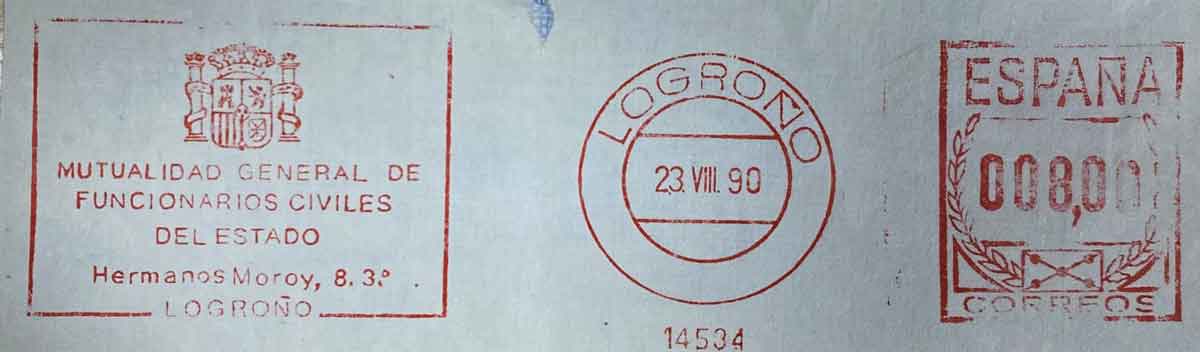 MUTUALIDAD GENERAL DE
FUNCIONARIOS CIVILES
DEL ESTADO
Hermanos Moroy, 8. 3.º
LOGROÑO
LOGROÑO
23. VIII. 90
14534
ESPAÑA
008,00
CORREOS